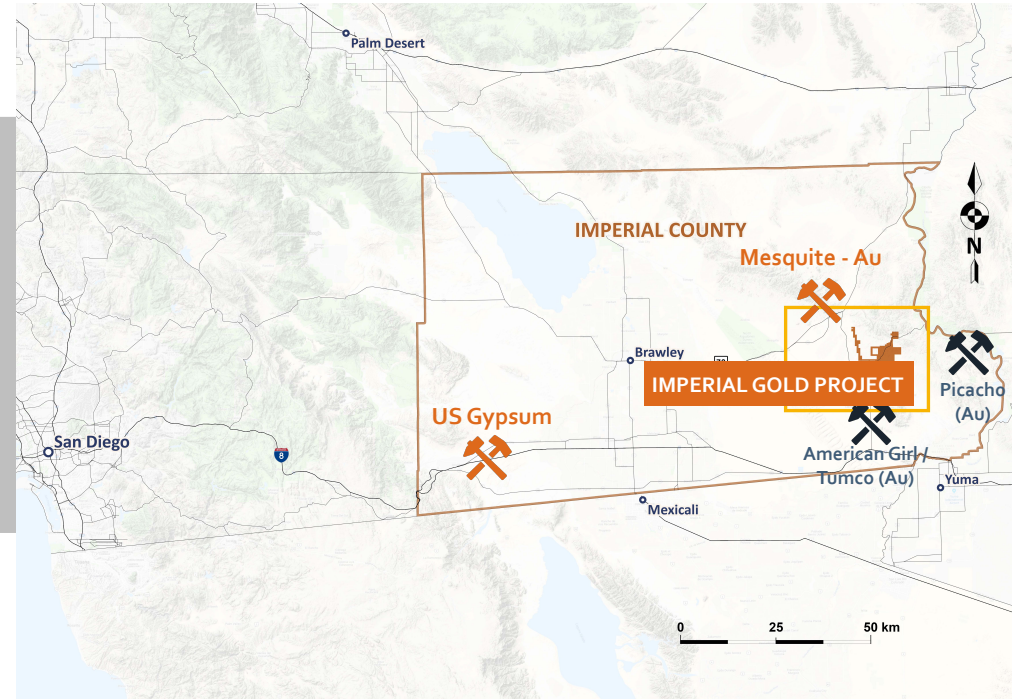 Palm Desert
IMPERIAL COUNTY
Mesquite - Au
N
Brawley
IMPERIAL GOLD PROJECT
Picacho
(Au)
US Gypsum
San Diego
8
American Girl /
Tumco (Au)
Yuma
Mexicali
0 25 50 km